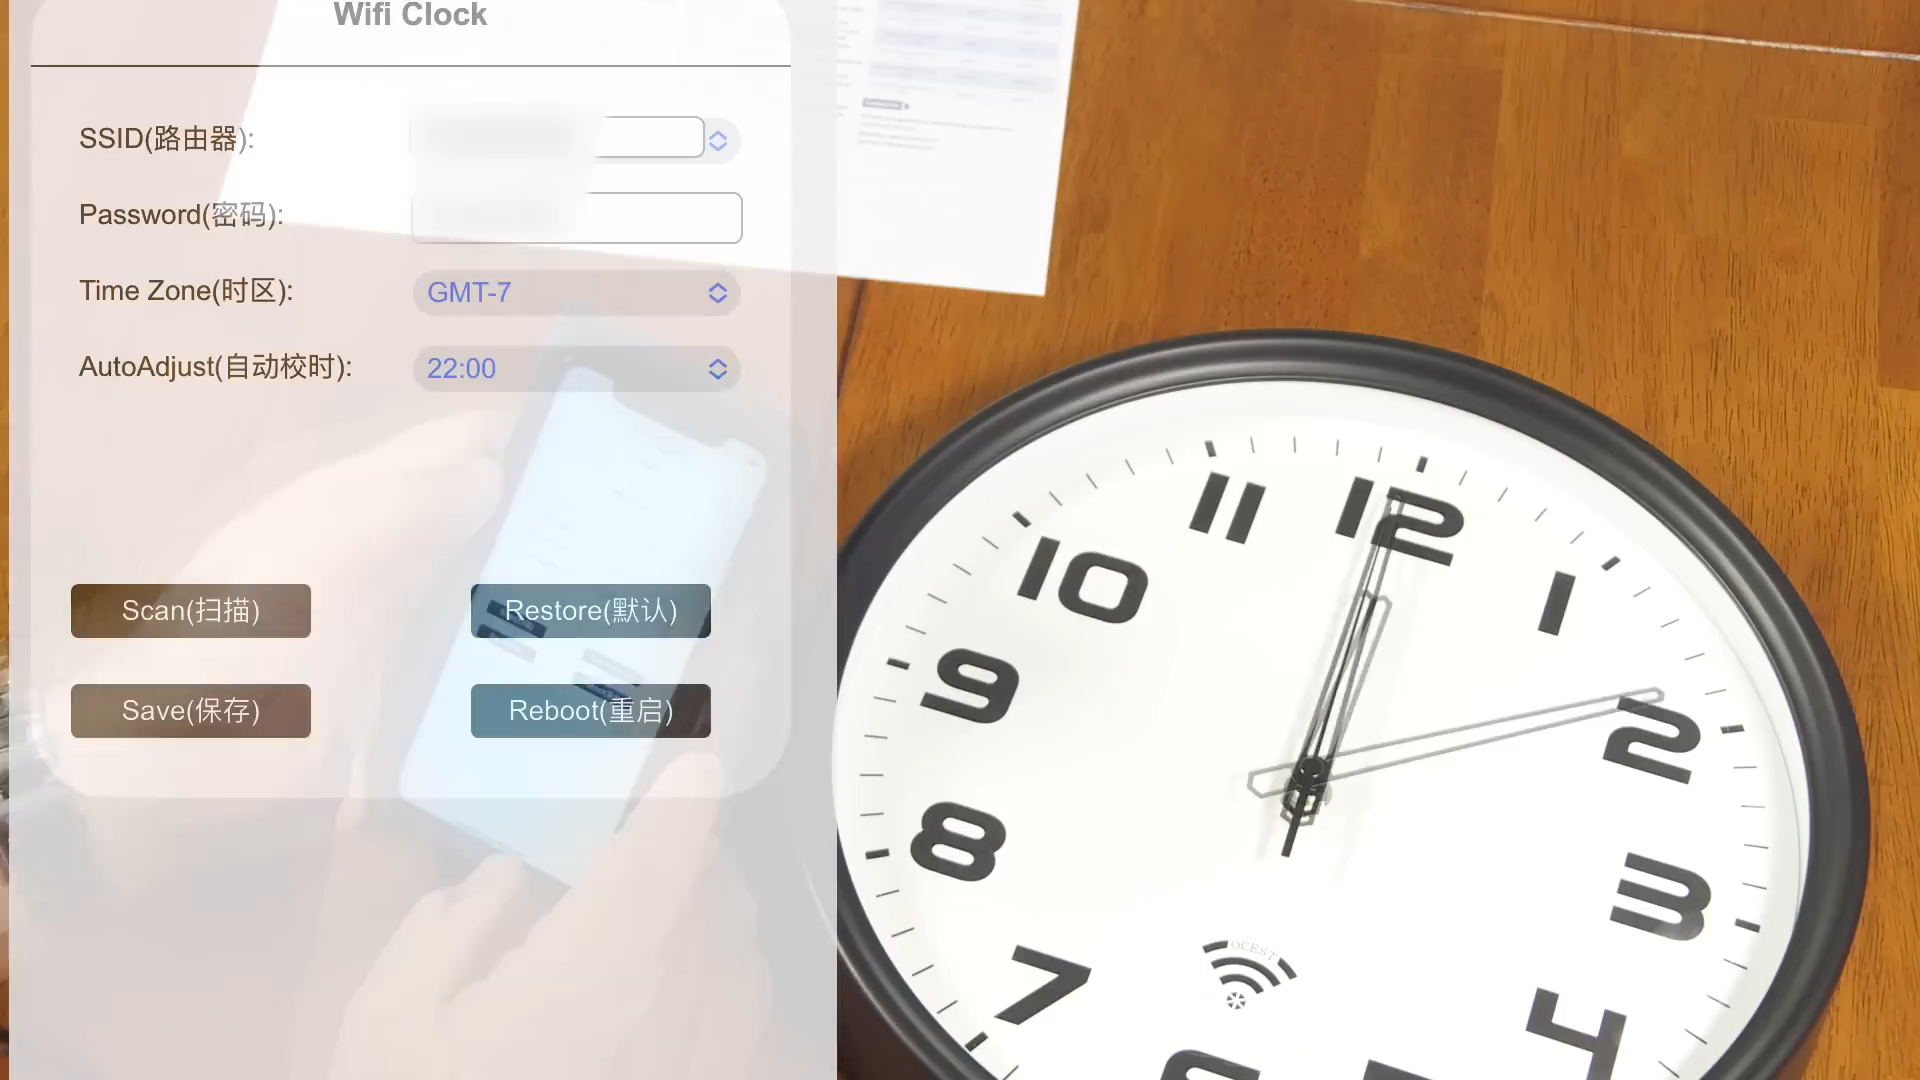 Wifi Clock
SSID(路由器):
Password(密码):
Time Zone(时区):
GMT-7
AutoAdjust(自动校时):
22:00
Scan(扫描)
Restore(默认)
Save(保存)
Reboot(重启)
11
12
1
10
2
9
8
3
7
4
OCEST